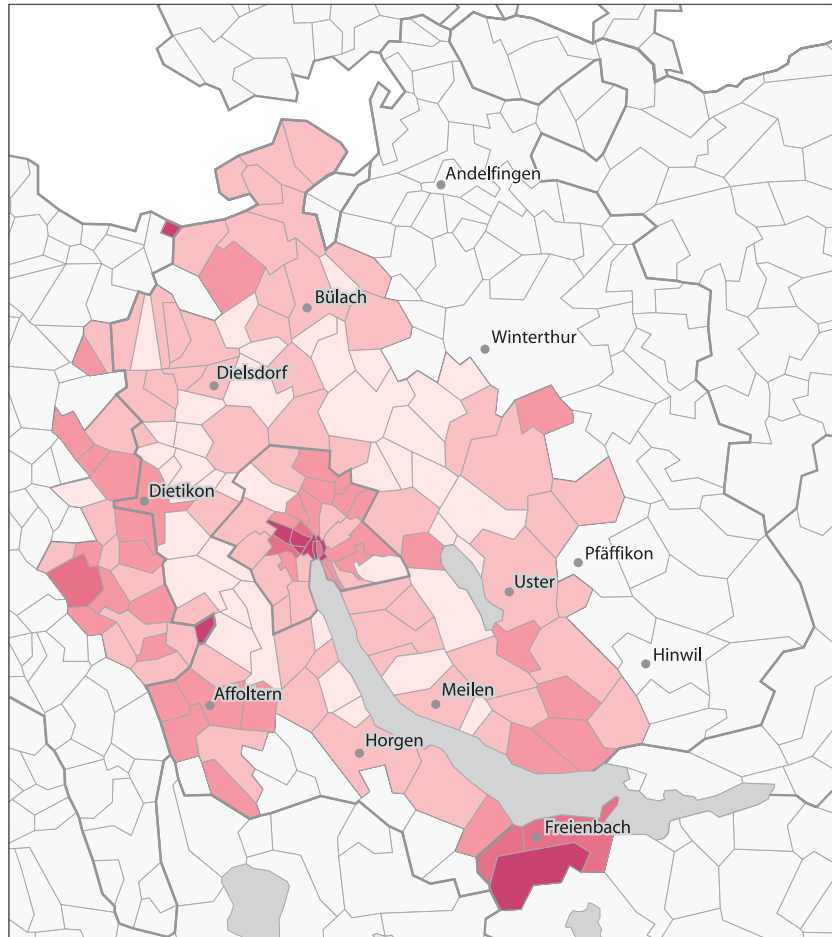 Andelfingen
Bülach
Winterthur
Dielsdorf
Dietikon
Pfäffikon
Uster
Hinwil
Affoltern
Meilen
Horgen
Freienbach